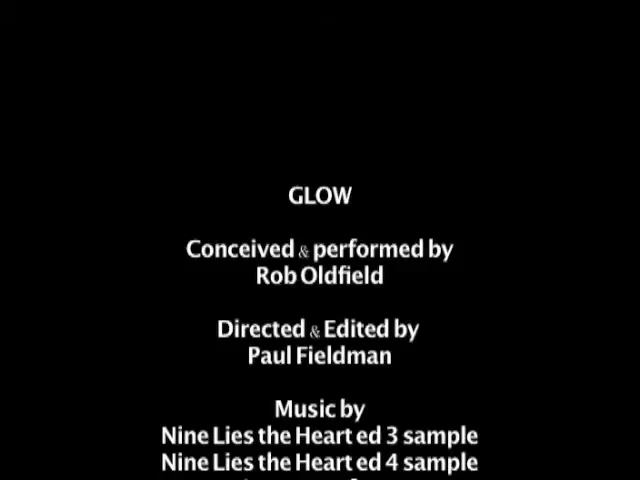 GLOW
Conceived & performed by
Rob Oldfield
Directed & Edited by
Paul Fieldman
Music by
Nine Lies the Heart ed 3 sample
Nine Lies the Heart ed 4 sample